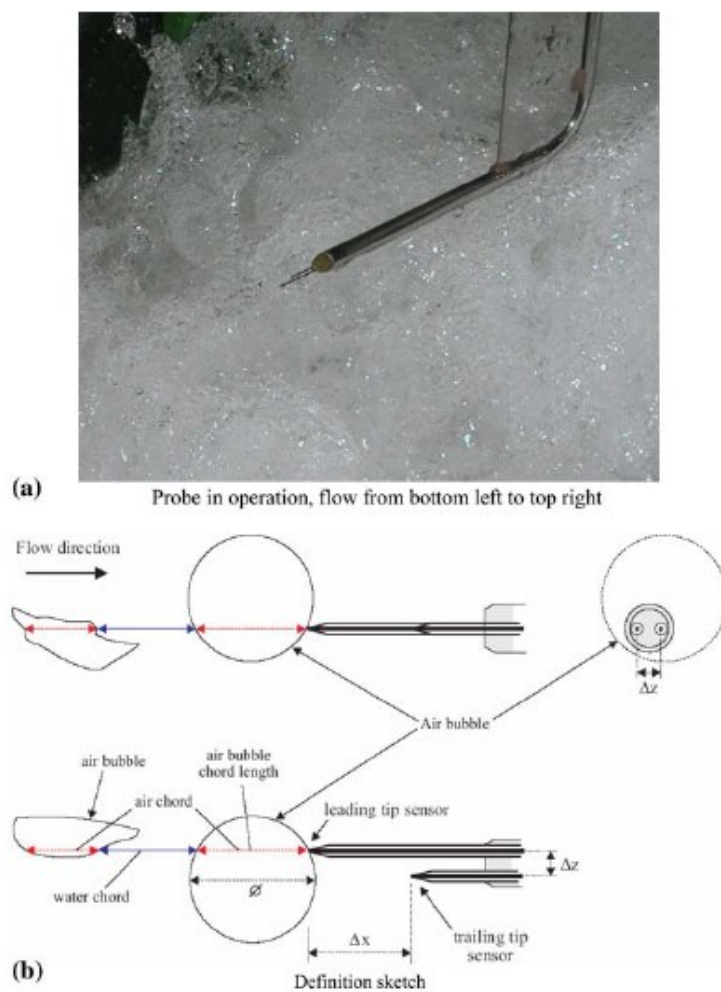 (a)
Probe in operation, flow from bottom left to top right
Flow direction
Δz
Air bubble
air bubble
air bubble
chord length
air chord
leading tip sensor
water chord
Ø
Δz
Δx
trailing tip
sensor
(b)
Definition sketch